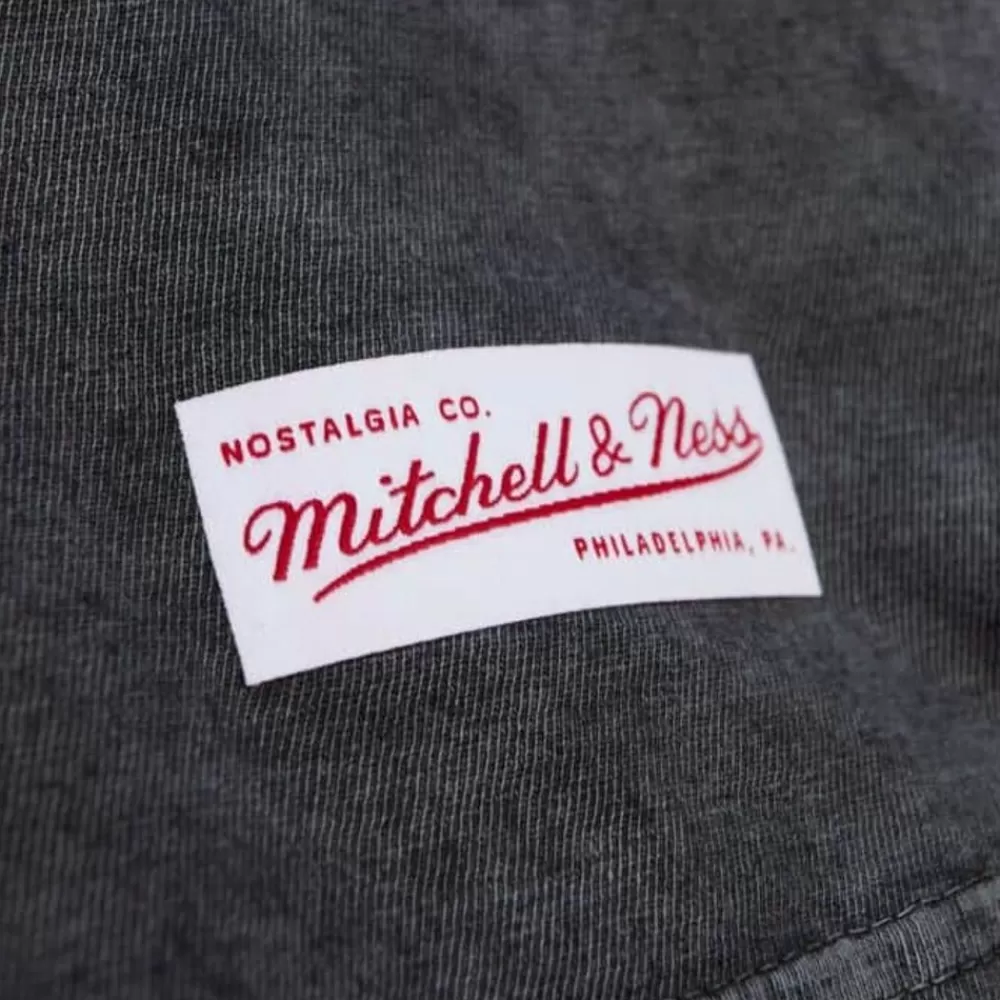 NOSTALGIA CO.
Mitchell & Ness
PHILADELPHIA, PA.